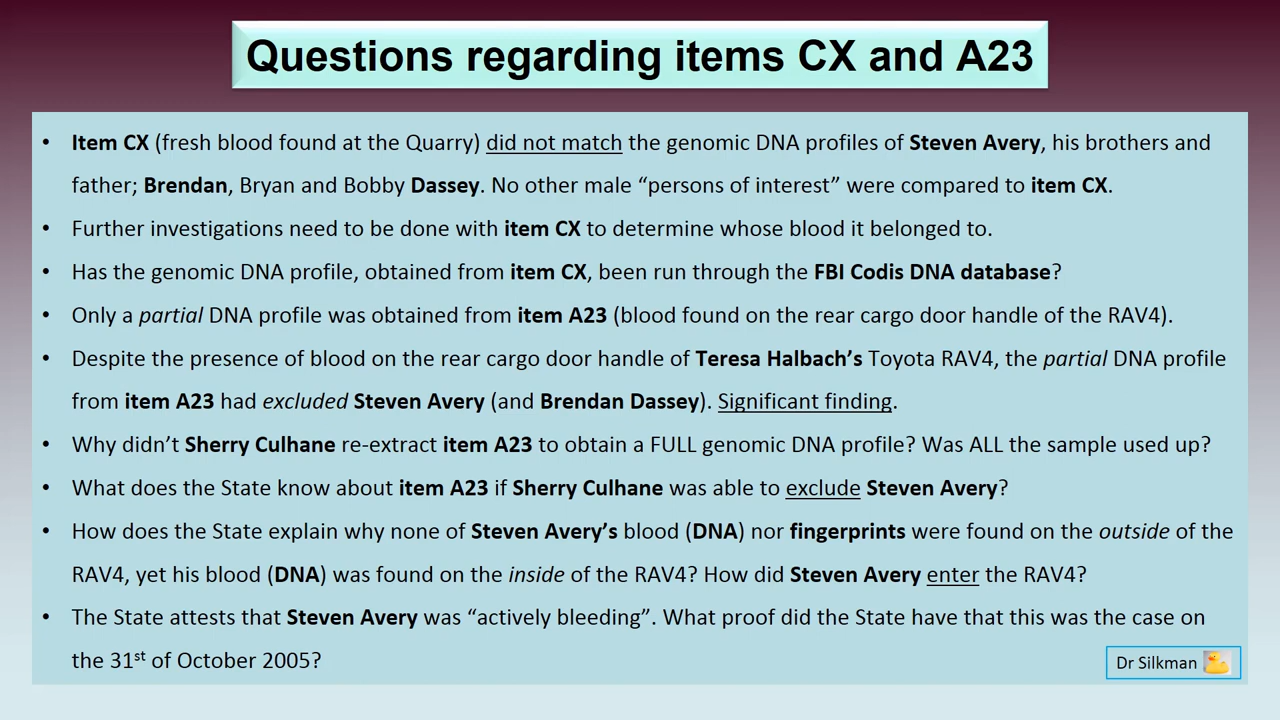 Questions regarding items CX and A23
• Item CX (fresh blood found at the Quarry) did not match the genomic DNA profiles of Steven Avery, his brothers and
father; Brendan, Bryan and Bobby Dassey. No other male “persons of interest” were compared to item CX.
• Further investigations need to be done with item CX to determine whose blood it belonged to.
• Has the genomic DNA profile, obtained from item CX, been run through the FBI Codis DNA database?
• Only a partial DNA profile was obtained from item A23 (blood found on the rear cargo door handle of the RAV4).
• Despite the presence of blood on the rear cargo door handle of Teresa Halbach’s Toyota RAV4, the partial DNA profile
from item A23 had excluded Steven Avery (and Brendan Dassey). Significant finding.
• Why didn’t Sherry Culhane re-extract item A23 to obtain a FULL genomic DNA profile? Was ALL the sample used up?
• What does the State know about item A23 if Sherry Culhane was able to exclude Steven Avery?
• How does the State explain why none of Steven Avery’s blood (DNA) nor fingerprints were found on the outside of the
RAV4, yet his blood (DNA) was found on the inside of the RAV4? How did Steven Avery enter the RAV4?
• The State attests that Steven Avery was “actively bleeding”. What proof did the State have that this was the case on
the 31st of October 2005?
Dr Silkman